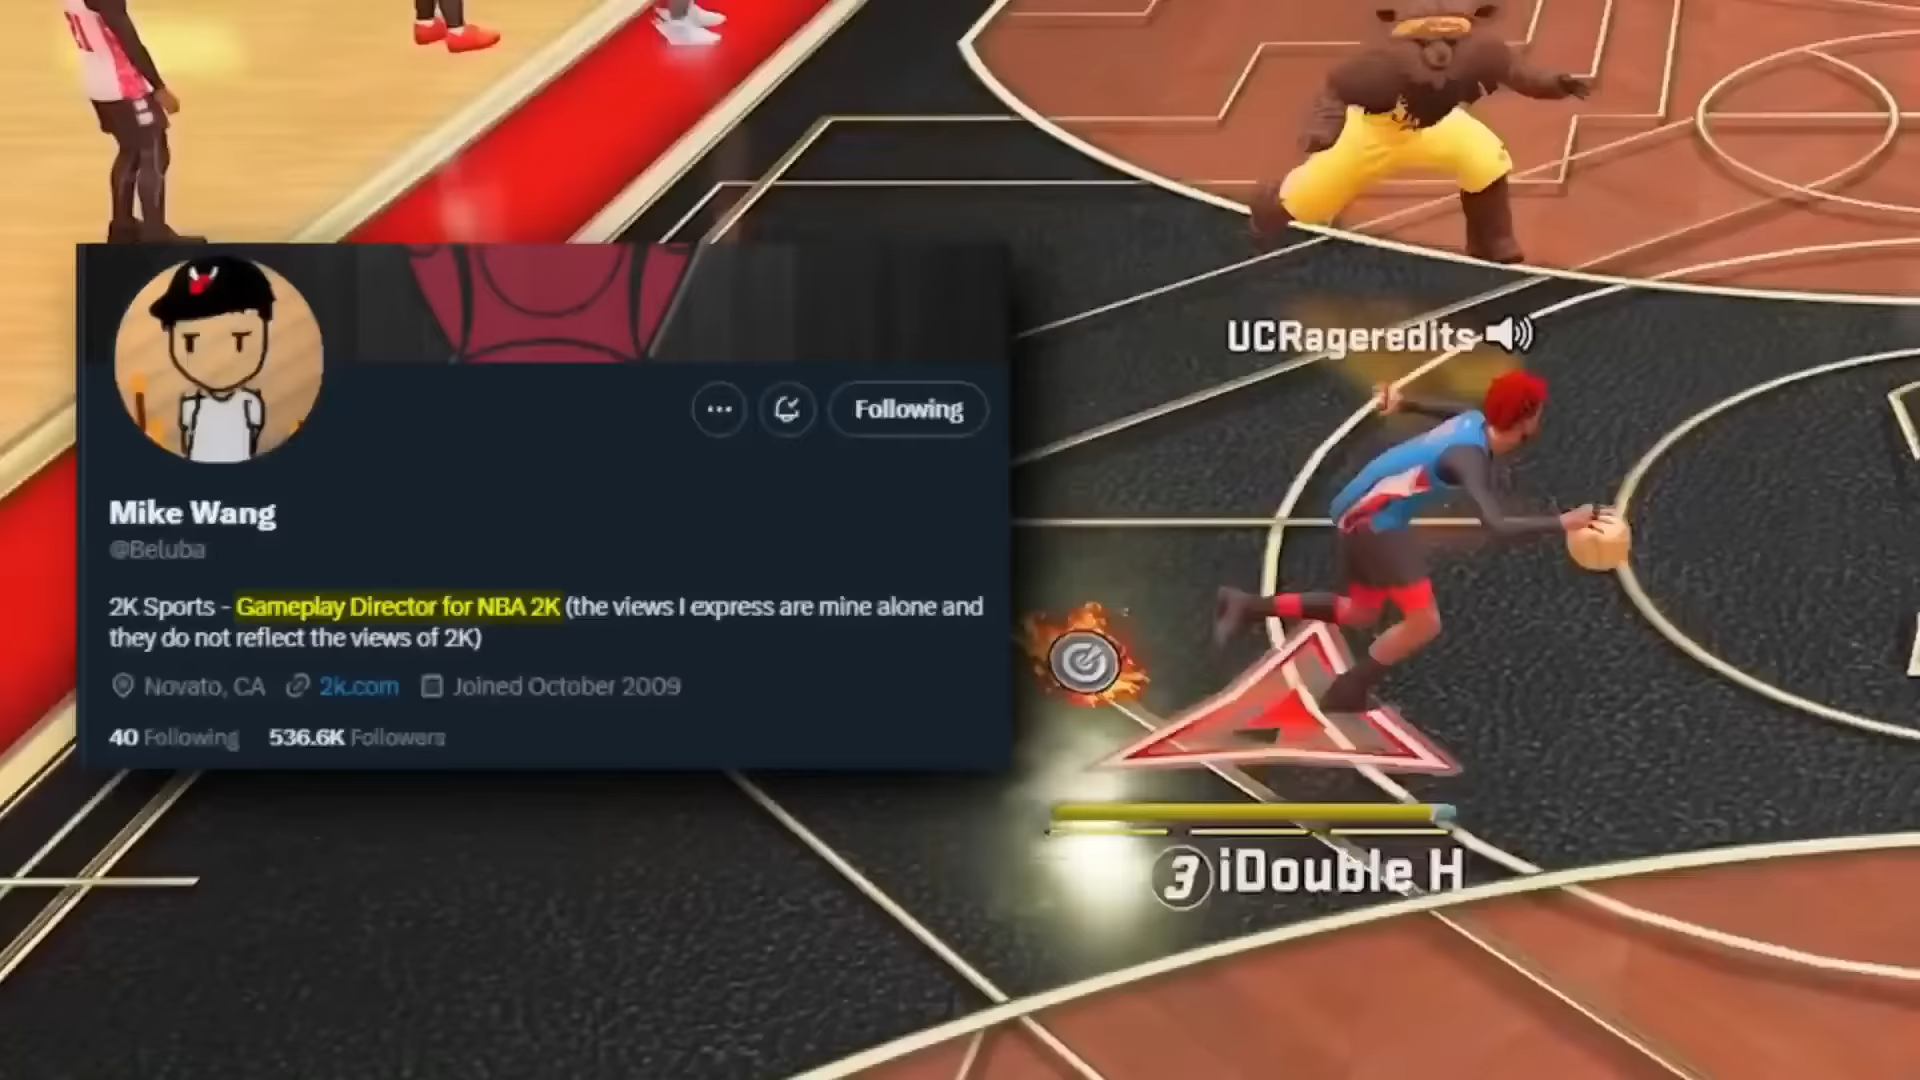 UCRageredits
Following
Mike Wang
@Beluba
2K Sports - Gameplay Director for NBA 2K (the views I express are mine alone and
they do not reflect the views of 2K)
Novato, CA 2k.com Joined October 2009
40 Following 536.6K Followers
3 iDouble H